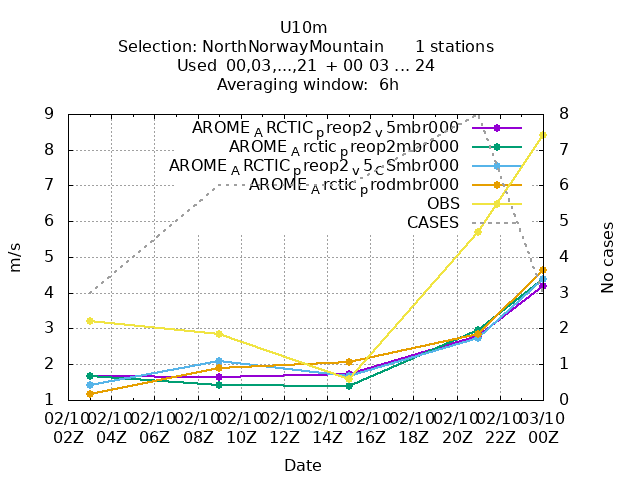 U10m
Selection: NorthNorwayMountain 1 stations
Used 00,03,...,21 + 00 03 ... 24
Averaging window: 6h
9 8
8 7
7 6
6 5
5 4
4 3
3 2
2 1
1 0
AROME_ARCTIC_preop2_v5mbr000
AROME_Arctic_preop2mbr000
AROME_ARCTIC_preop2_v5_CSmbr000
AROME_Arctic_prodmbr000
OBS
CASES
m/s
No cases
02/10 02/10 02/10 02/10 02/10 02/10 02/10 02/10 02/10 02/10 02/10 03/10
02Z 04Z 06Z 08Z 10Z 12Z 14Z 16Z 18Z 20Z 22Z 00Z
Date